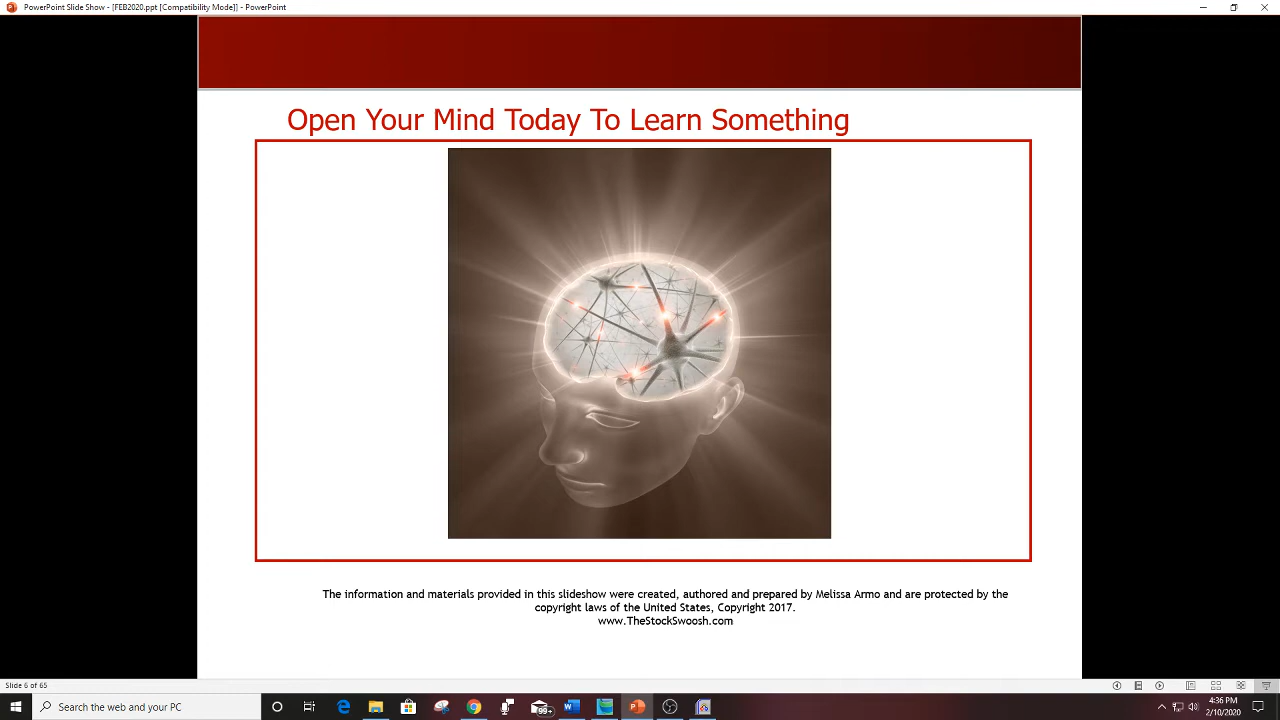 PowerPoint Slide Show - [FEB2020.ppt [Compatibility Mode]] - PowerPoint
Open Your Mind Today To Learn Something
The information and materials provided in this slideshow were created, authored and prepared by Melissa Armo and are protected by the
copyright laws of the United States, Copyright 2017.
www.TheStockSwoosh.com
Slide 6 of 65
Search the web and your PC
99+
4:36 PM
2/10/2020